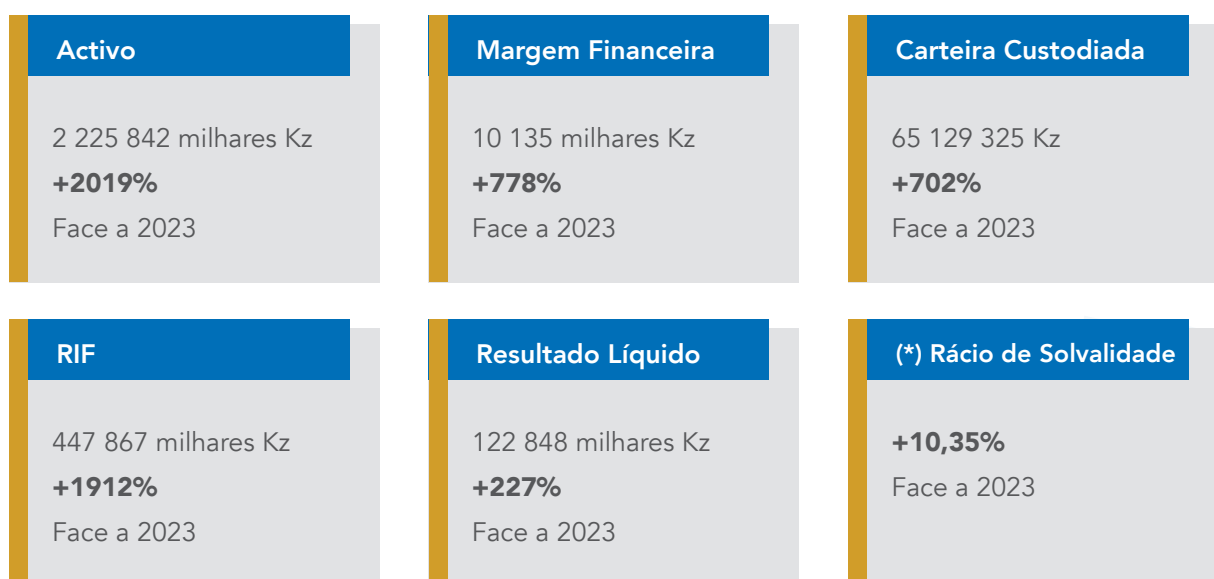 Activo
2 225 842 milhares Kz
+2019%
Face a 2023
Margem Financeira
10 135 milhares Kz
+778%
Face a 2023
Carteira Custodiada
65 129 325 Kz
+702%
Face a 2023
RIF
447 867 milhares Kz
+1912%
Face a 2023
Resultado Líquido
122 848 milhares Kz
+227%
Face a 2023
(*) Rácio de Solvalidade
+10,35%
Face a 2023